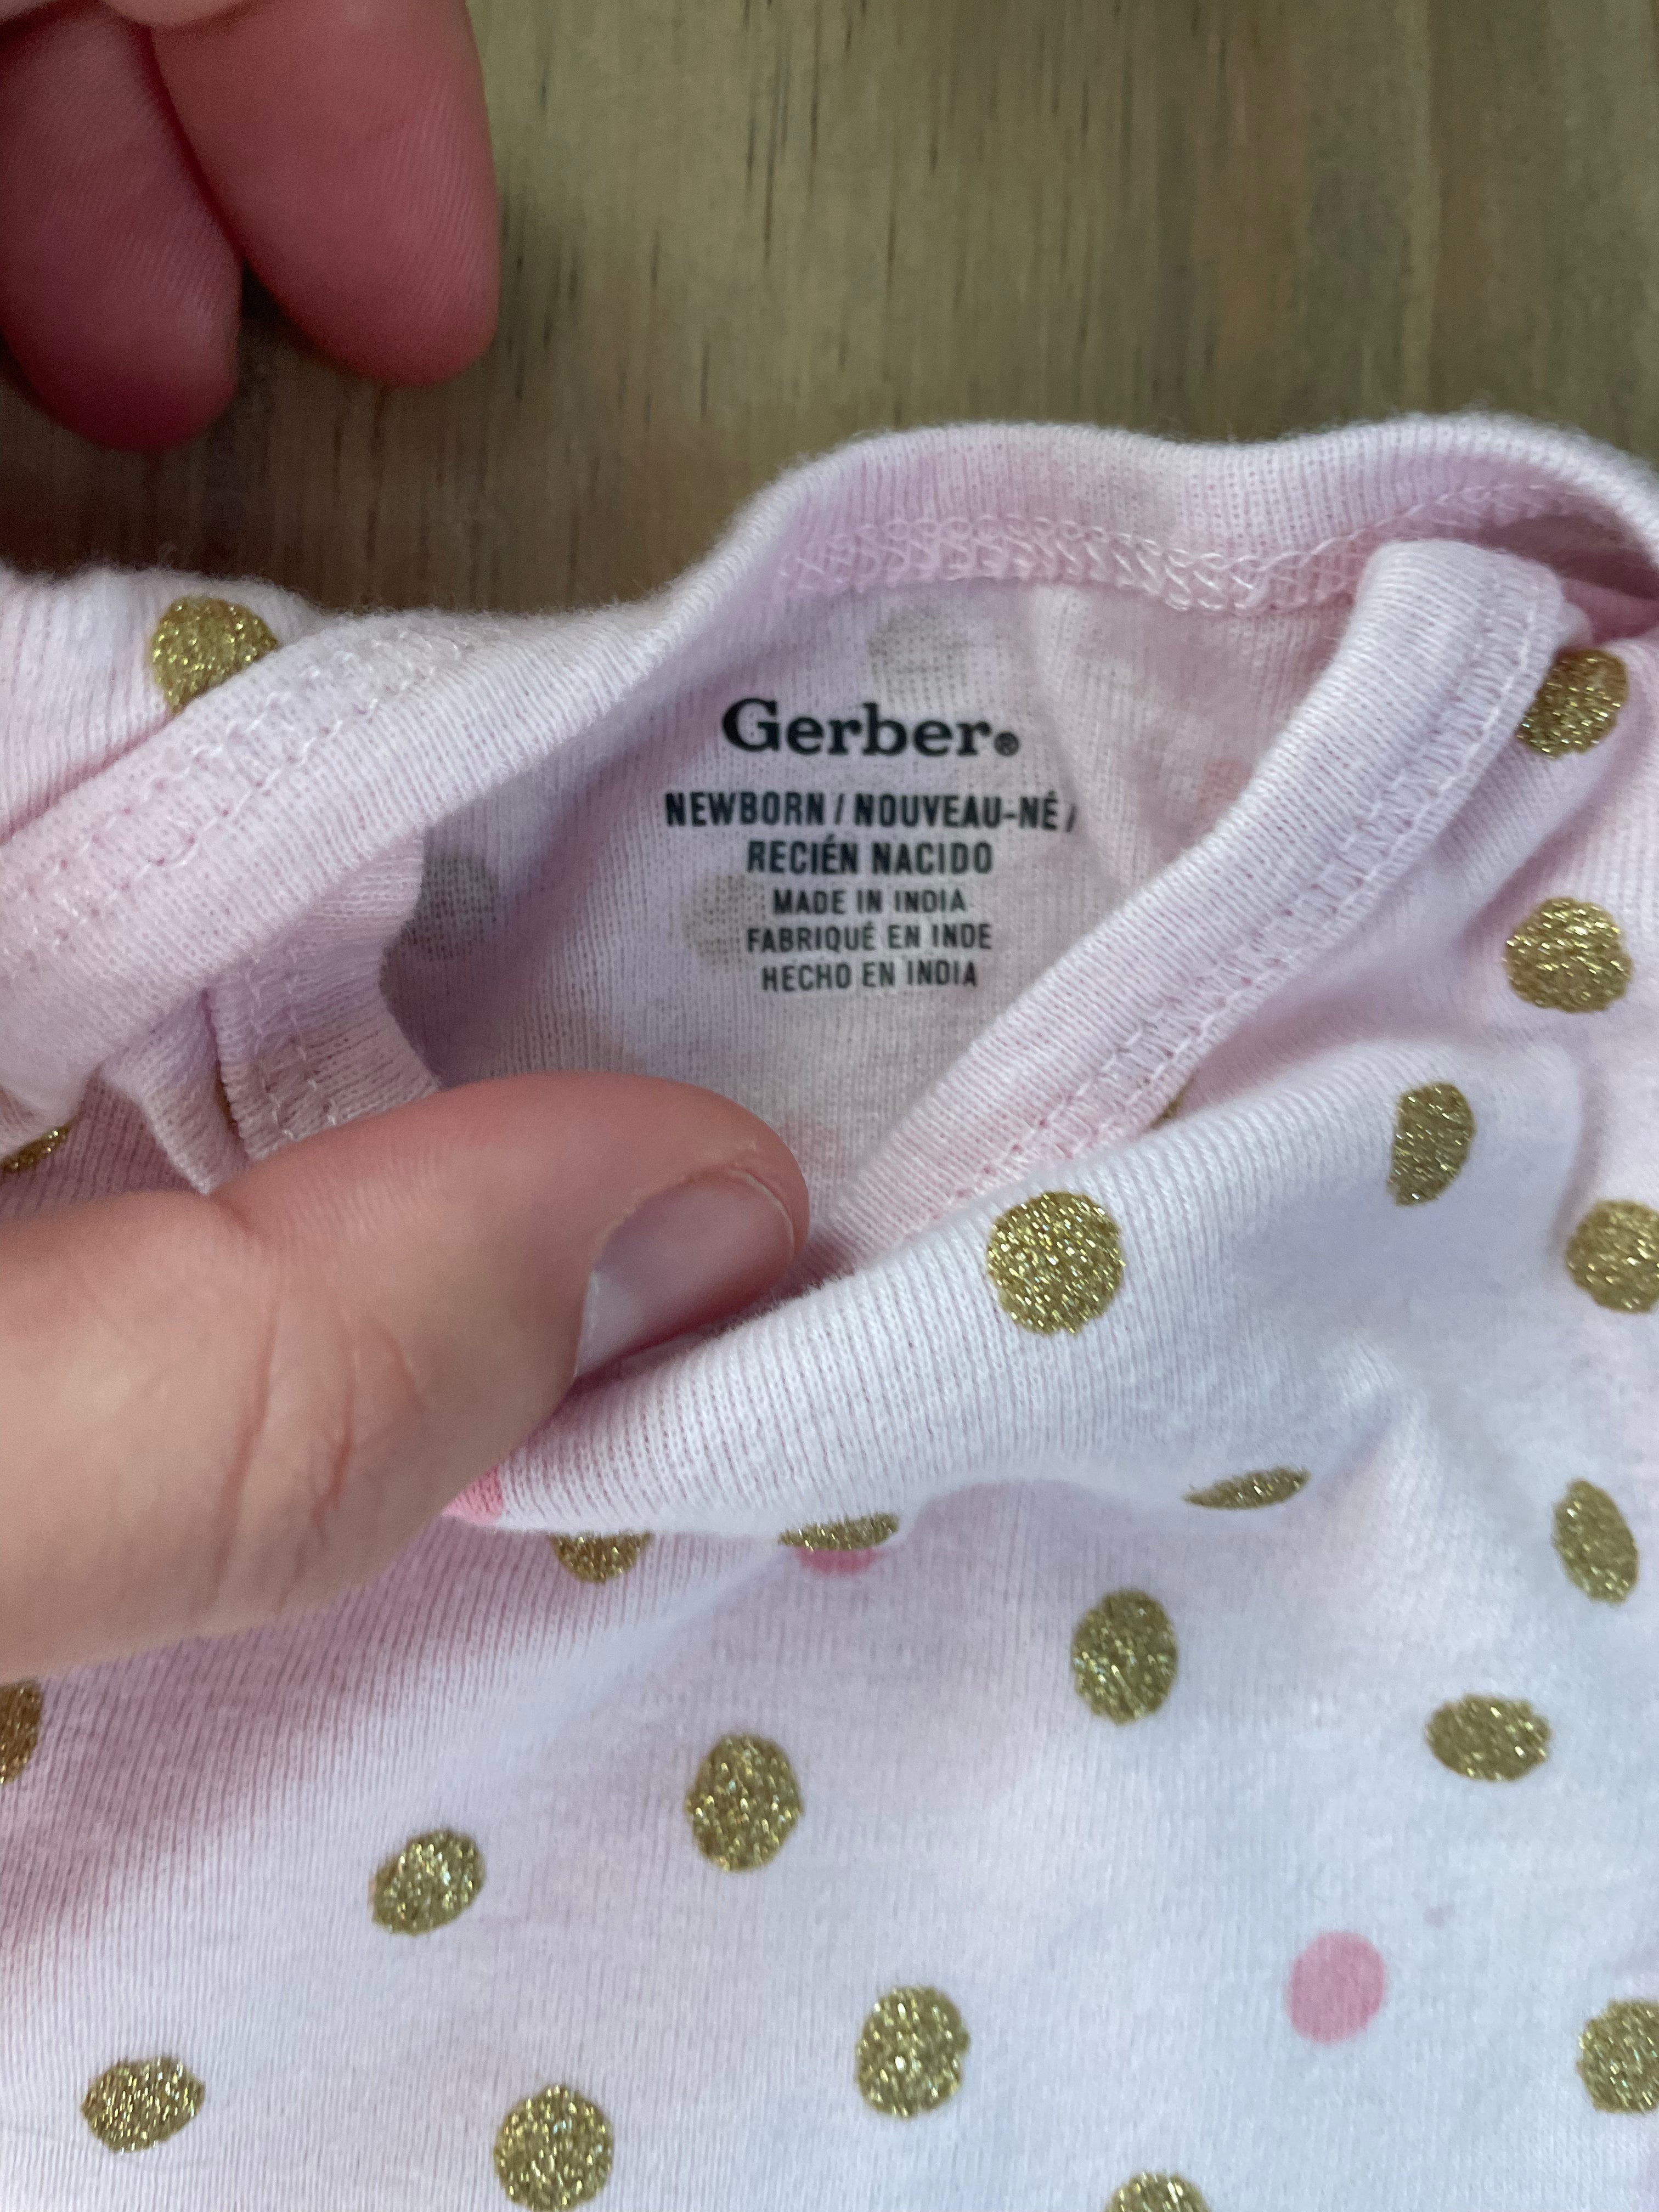 Gerber®
NEWBORN / NOUVEAU-NÉ /
RECIÉN NACIDO
MADE IN INDIA
FABRIQUÉ EN INDE
HECHO EN INDIA